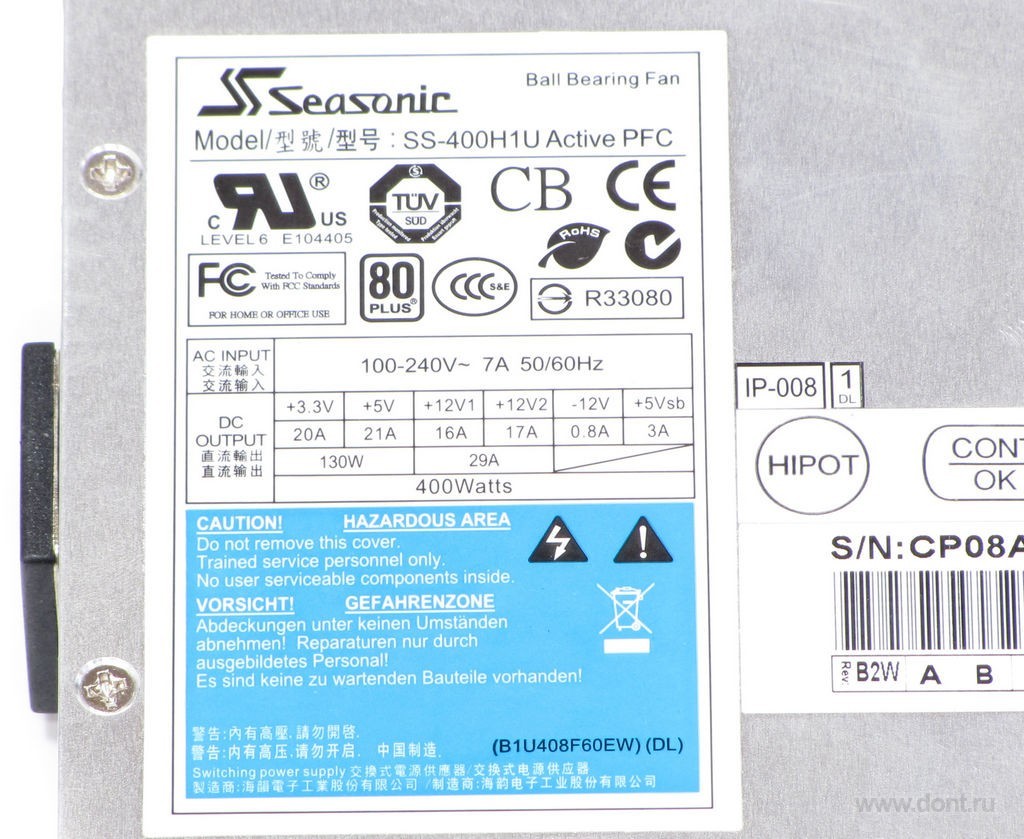 Seasonic
Ball Bearing Fan
Model/型號/型号 : SS-400H1U Active PFC
C RU ® US
LEVEL 6 E104405
TÜV
SÜD
CB
CE
RoHS
FC Tested To Comply
With FCC Standards
FOR HOME OR OFFICE USE
80
PLUS®
CCC S&E
R33080
AC INPUT
交流輸入
交流输入
100-240V~ 7A 50/60Hz
DC
OUTPUT
直流輸出
直流输出
+3.3V +5V +12V1 +12V2 -12V +5Vsb
20A 21A 16A 17A 0.8A 3A
130W 29A
400Watts
CAUTION! HAZARDOUS AREA
Do not remove this cover.
Trained service personnel only.
No user serviceable components inside.
VORSICHT! GEFAHRENZONE
Abdeckungen unter keinen Umständen
abnehmen! Reparaturen nur durch
ausgebildetes Personal!
Es sind keine zu wartenden Bauteile vorhanden!
警告:內有高壓,請勿開啓.
警告:内有高压,请勿开启. 中国制造.
(B1U408F60EW) (DL)
Switching power supply 交換式電源供應器/交换式电源供应器
製造商:海韻電子工業股份有限公司 /制造商:海韵电子工业股份有限公司
IP-008
1
DL
HIPOT
CONT
OK
S/N:CP08A
Rev. B2W A B
www.dont.ru